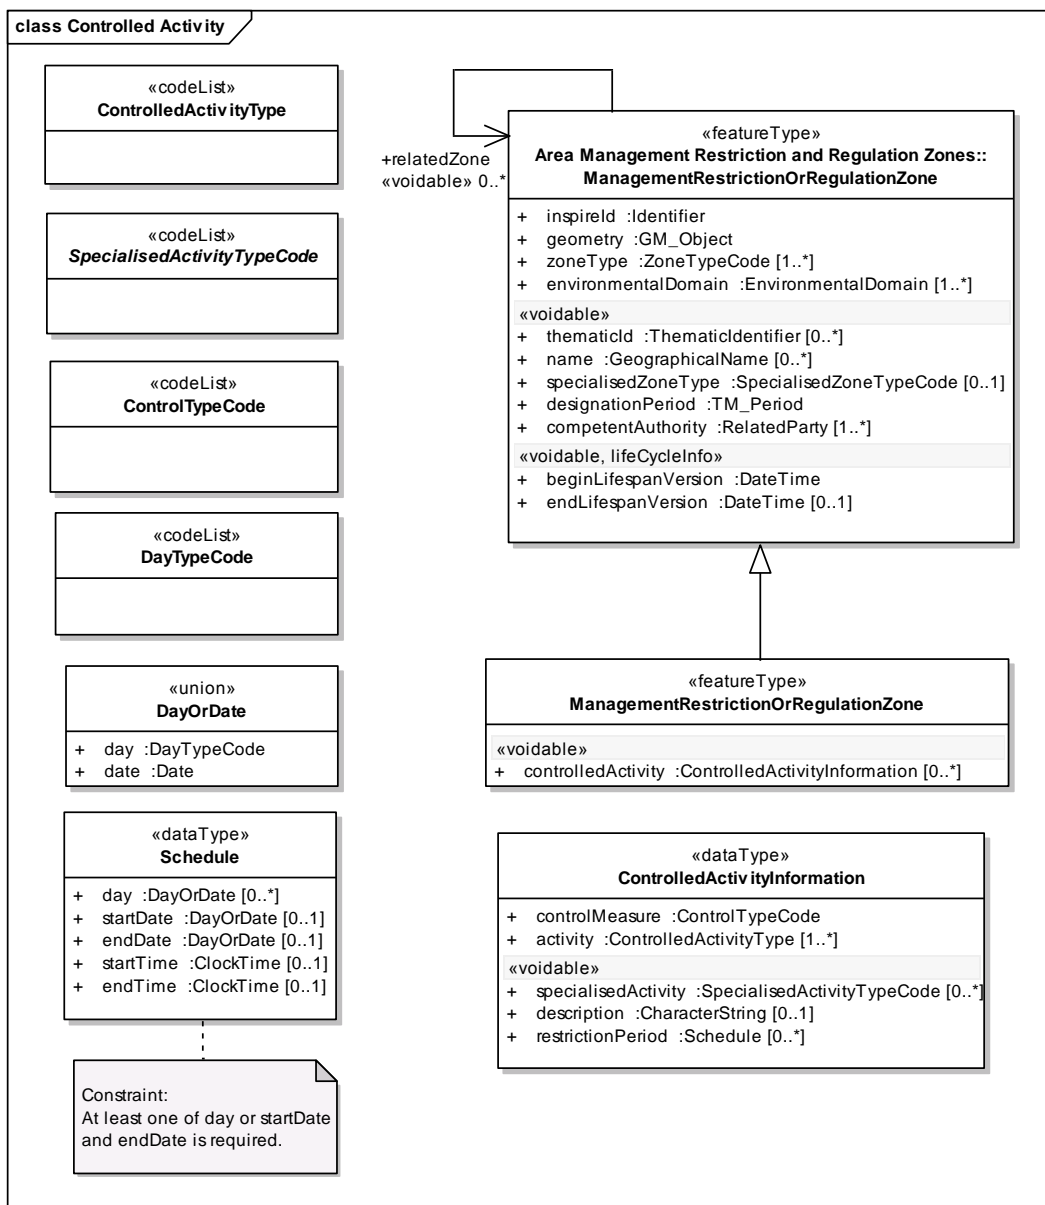 class Controlled Activity
«codeList»
ControlledActivityType
«codeList»
SpecialisedActivityTypeCode
«codeList»
ControlTypeCode
«codeList»
DayTypeCode
«union»
DayOrDate
+ day :DayTypeCode
+ date :Date
«dataType»
Schedule
+ day :DayOrDate [0..*]
+ startDate :DayOrDate [0..1]
+ endDate :DayOrDate [0..1]
+ startTime :ClockTime [0..1]
+ endTime :ClockTime [0..1]
Constraint:
At least one of day or startDate
and endDate is required.
+relatedZone
«voidable» 0..*
«featureType»
Area Management Restriction and Regulation Zones::
ManagementRestrictionOrRegulationZone
+ inspireId :Identifier
+ geometry :GM_Object
+ zoneType :ZoneTypeCode [1..*]
+ environmentalDomain :EnvironmentalDomain [1..*]
«voidable»
+ thematicId :ThematicIdentifier [0..*]
+ name :GeographicalName [0..*]
+ specialisedZoneType :SpecialisedZoneTypeCode [0..1]
+ designationPeriod :TM_Period
+ competentAuthority :RelatedParty [1..*]
«voidable, lifeCycleInfo»
+ beginLifespanVersion :DateTime
+ endLifespanVersion :DateTime [0..1]
«featureType»
ManagementRestrictionOrRegulationZone
«voidable»
+ controlledActivity :ControlledActivityInformation [0..*]
«dataType»
ControlledActivityInformation
+ controlMeasure :ControlTypeCode
+ activity :ControlledActivityType [1..*]
«voidable»
+ specialisedActivity :SpecialisedActivityTypeCode [0..*]
+ description :CharacterString [0..1]
+ restrictionPeriod :Schedule [0..*]